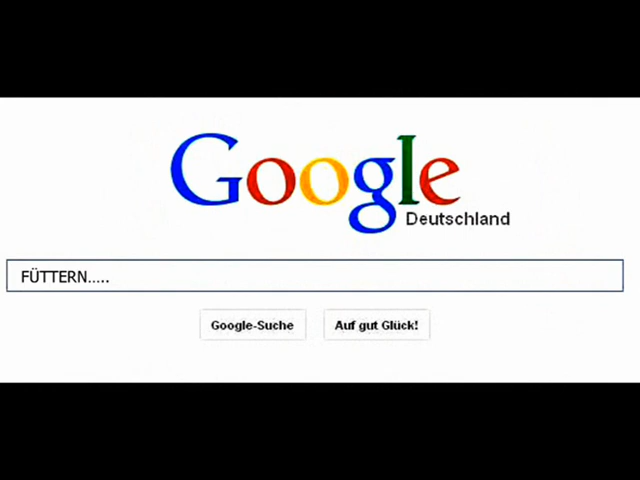 Google
Deutschland
FÜTTERN.....
Google-Suche
Auf gut Glück!